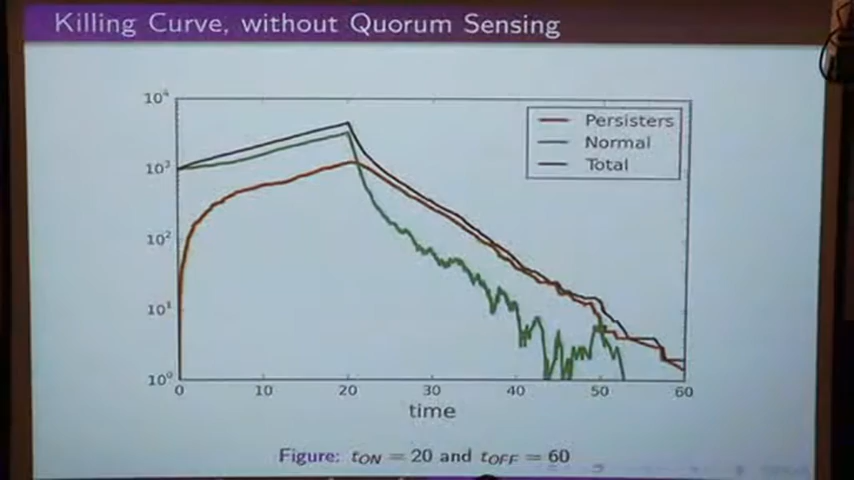 Killing Curve, without Quorum Sensing
10⁴
10³
10²
10¹
10⁰
0 10 20 30 40 50 60
time
Persisters
Normal
Total
Figure: tON = 20 and tOFF = 60